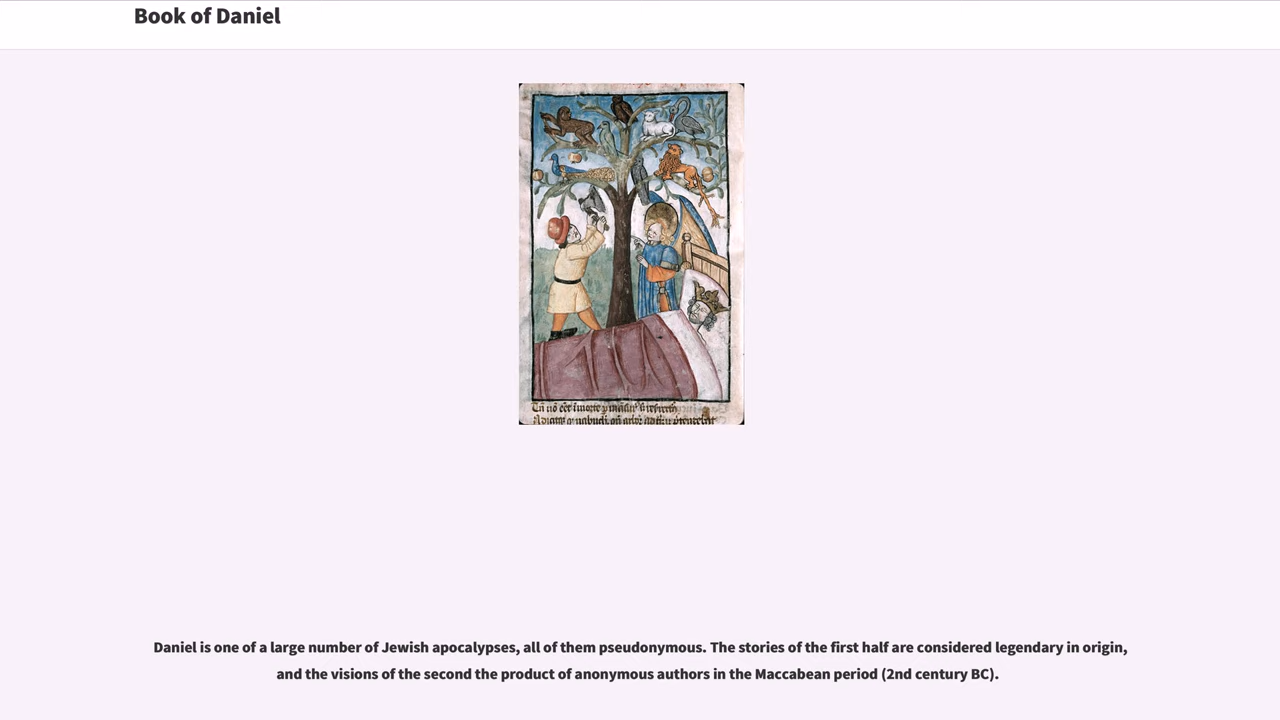 Book of Daniel
Daniel is one of a large number of Jewish apocalypses, all of them pseudonymous. The stories of the first half are considered legendary in origin,
and the visions of the second the product of anonymous authors in the Maccabean period (2nd century BC).